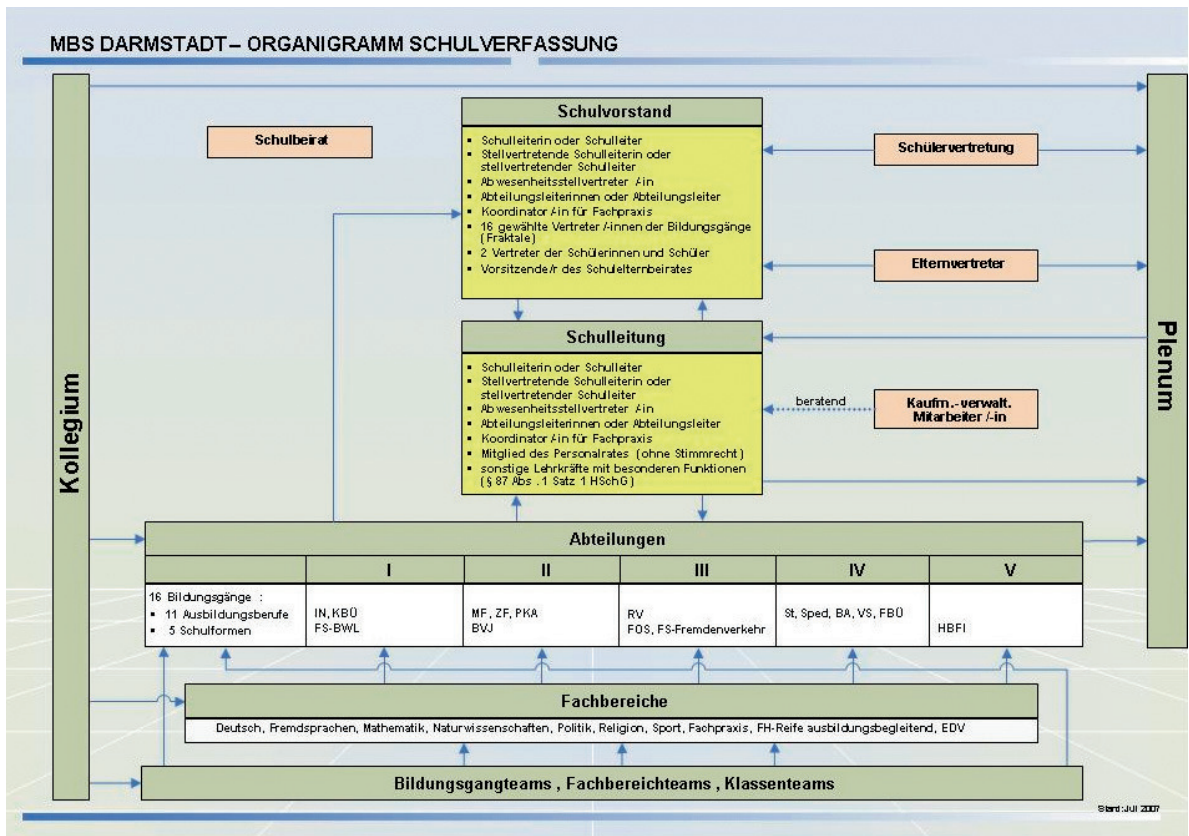 MBS DARMSTADT – ORGANIGRAMM SCHULVERFASSUNG
Kollegium
Plenum
Schulbeirat
Schulvorstand
▪ Schulleiterin oder Schulleiter
▪ Stellvertretende Schulleiterin oder
stellvertretender Schulleiter
▪ Abwesenheitsstellvertreter /-in
▪ Abteilungsleiterinnen oder Abteilungsleiter
▪ Koordinator /-in für Fachpraxis
▪ 16 gewählte Vertreter /-innen der Bildungsgänge
(Fraktale)
▪ 2 Vertreter der Schülerinnen und Schüler
▪ Vorsitzende/r des Schulelternbeirates
Schülervertretung
Elternvertreter
Schulleitung
▪ Schulleiterin oder Schulleiter
▪ Stellvertretende Schulleiterin oder
stellvertretender Schulleiter
▪ Abwesenheitsstellvertreter /-in
▪ Abteilungsleiterinnen oder Abteilungsleiter
▪ Koordinator /-in für Fachpraxis
▪ Mitglied des Personalrates (ohne Stimmrecht)
▪ sonstige Lehrkräfte mit besonderen Funktionen
(§ 87 Abs .1 Satz 1 HSchG)
beratend
Kaufm.-verwalt.
Mitarbeiter /-in
Abteilungen
I II III IV V
16 Bildungsgänge :
▪ 11 Ausbildungsberufe
▪ 5 Schulformen
IN, KBÜ
FS-BWL
MF, ZF, PKA
BVJ
RV
FOS, FS-Fremdenverkehr
St, Sped, BA, VS, FBÜ
HBFI
Fachbereiche
Deutsch, Fremdsprachen, Mathematik, Naturwissenschaften, Politik, Religion, Sport, Fachpraxis, FH-Reife ausbildungsbegleitend, EDV
Bildungsgangteams , Fachbereichteams , Klassenteams
Stand: Juli 2007